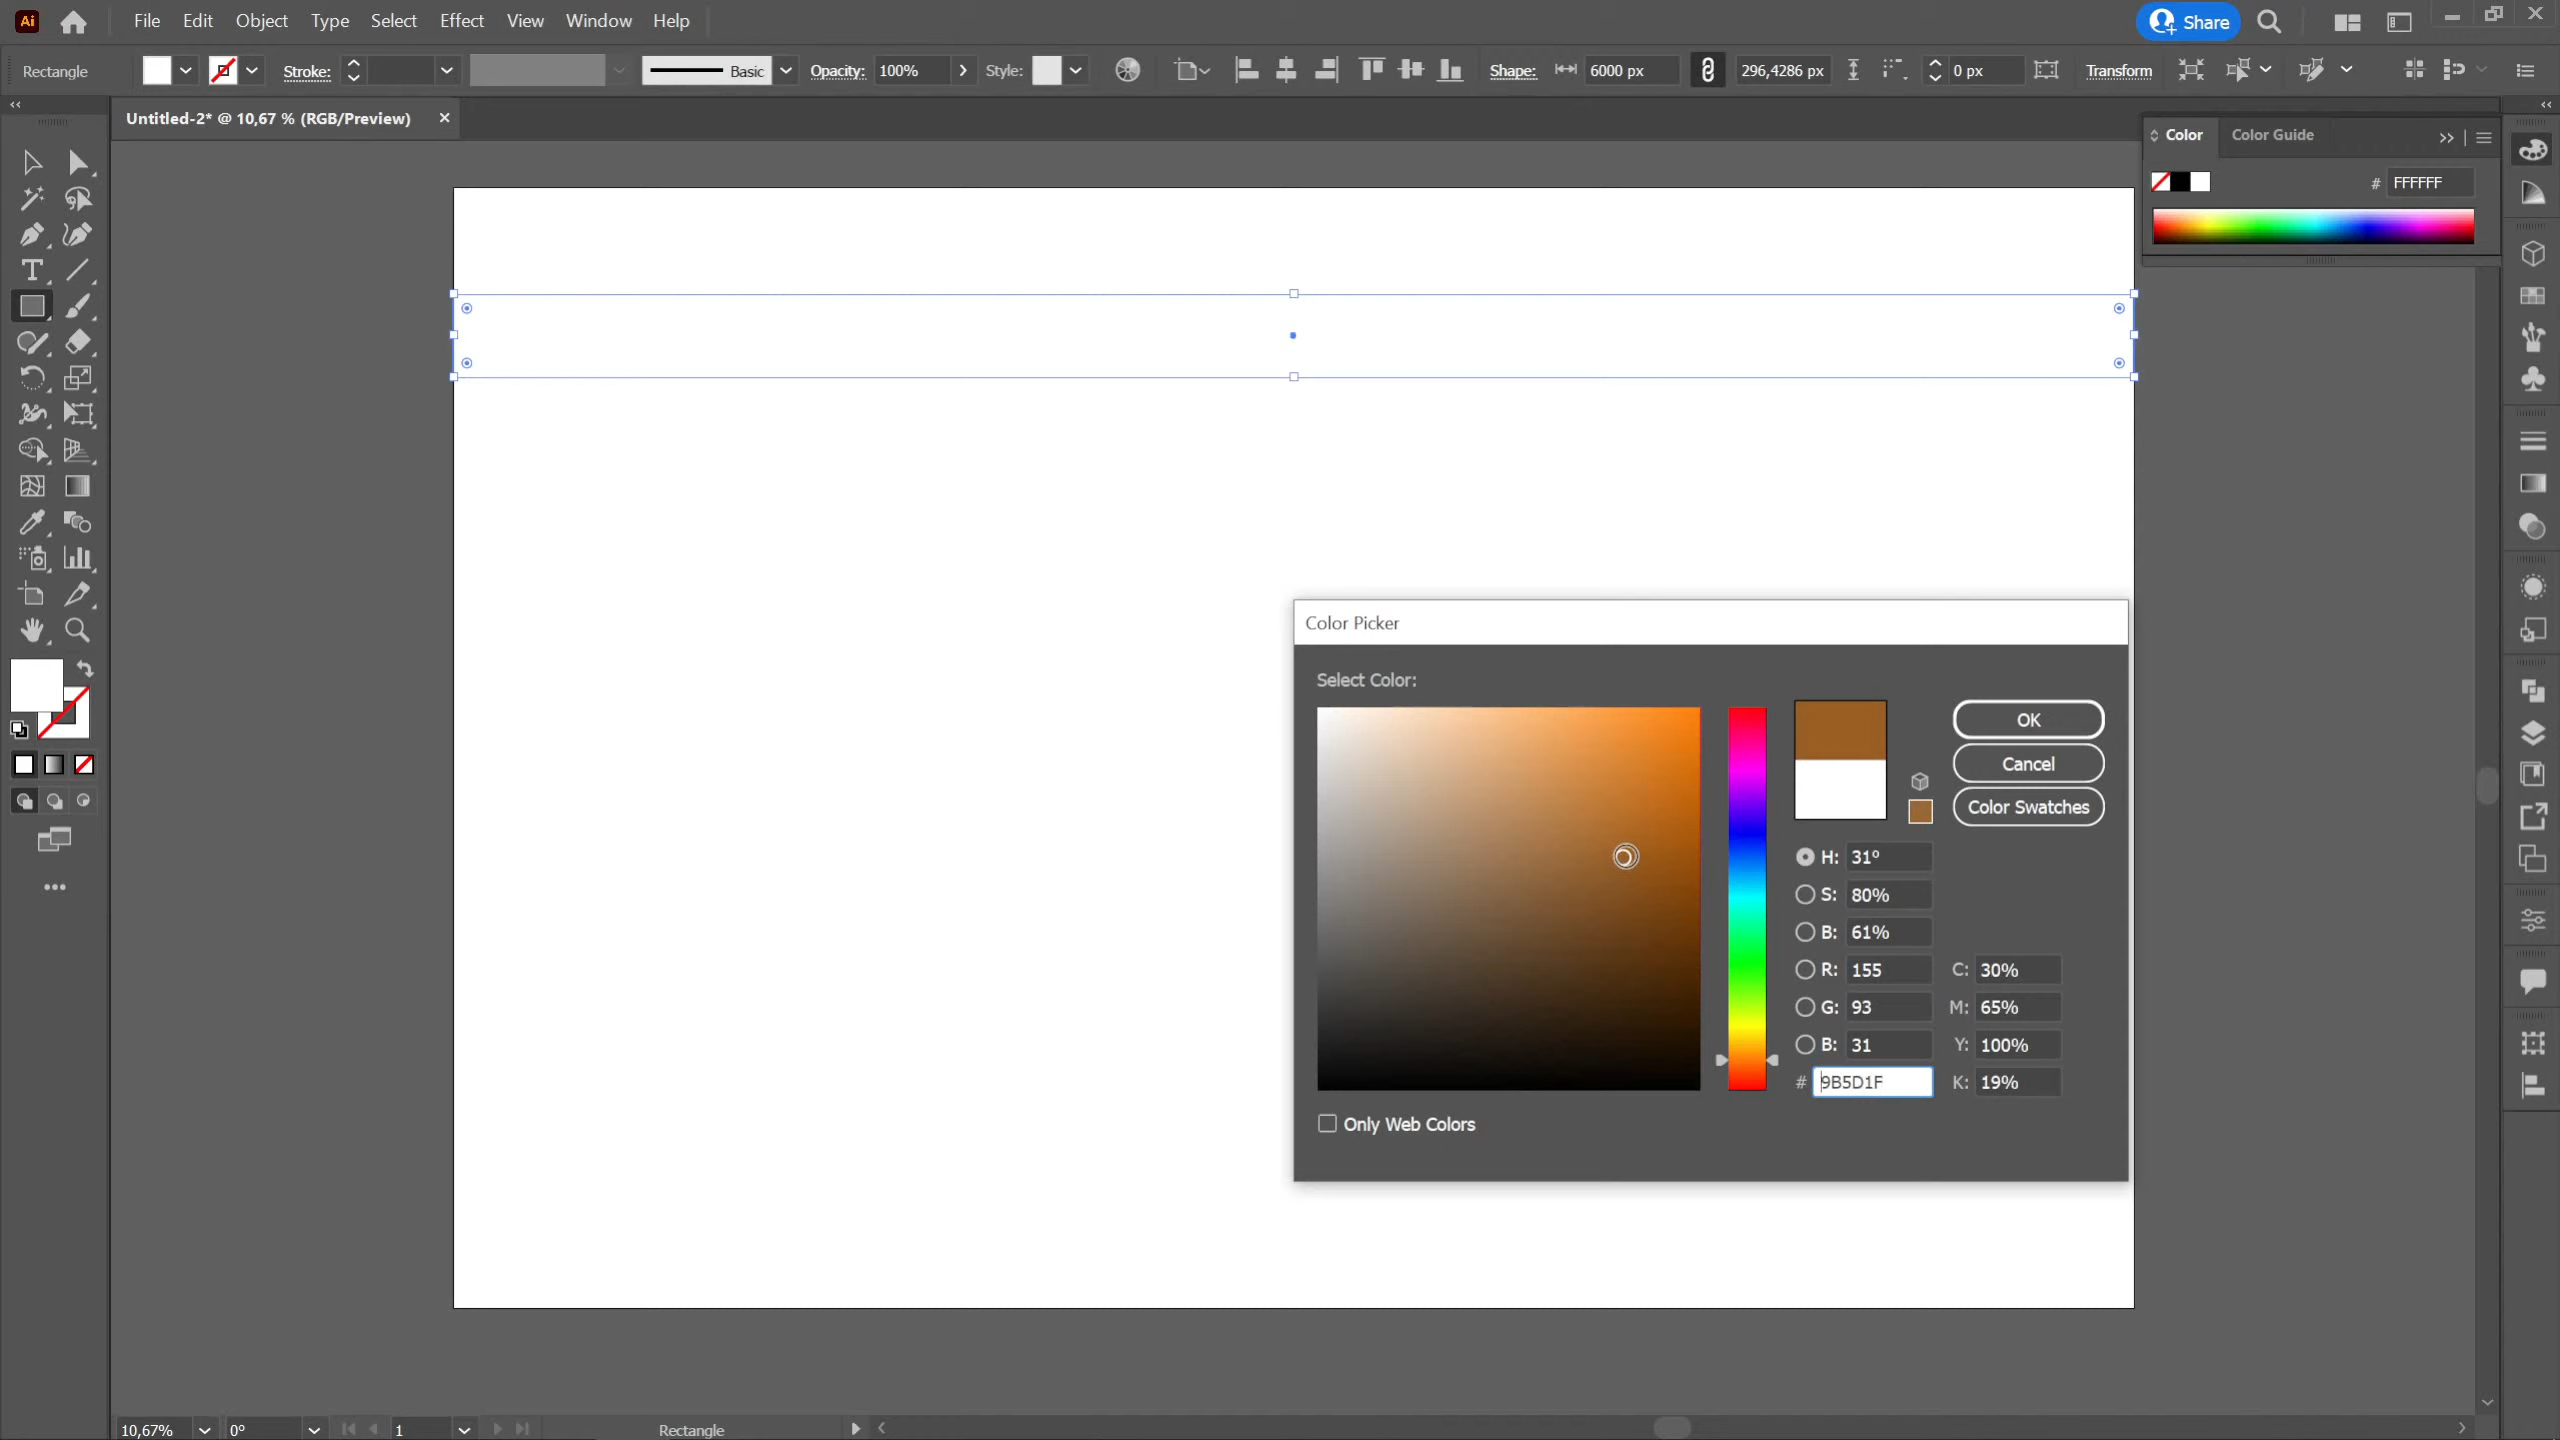 Ai File Edit Object Type Select Effect View Window Help Share
Rectangle Stroke: Basic Opacity: 100% Style: Shape: 6000 px 296,4286 px 0 px Transform
Untitled-2* @ 10,67 % (RGB/Preview)
Color Color Guide
# FFFFFF
Color Picker
Select Color:
OK
Cancel
Color Swatches
H: 31°
S: 80%
B: 61%
R: 155 C: 30%
G: 93 M: 65%
B: 31 Y: 100%
# 9B5D1F K: 19%
Only Web Colors
10,67% 0° 1 Rectangle